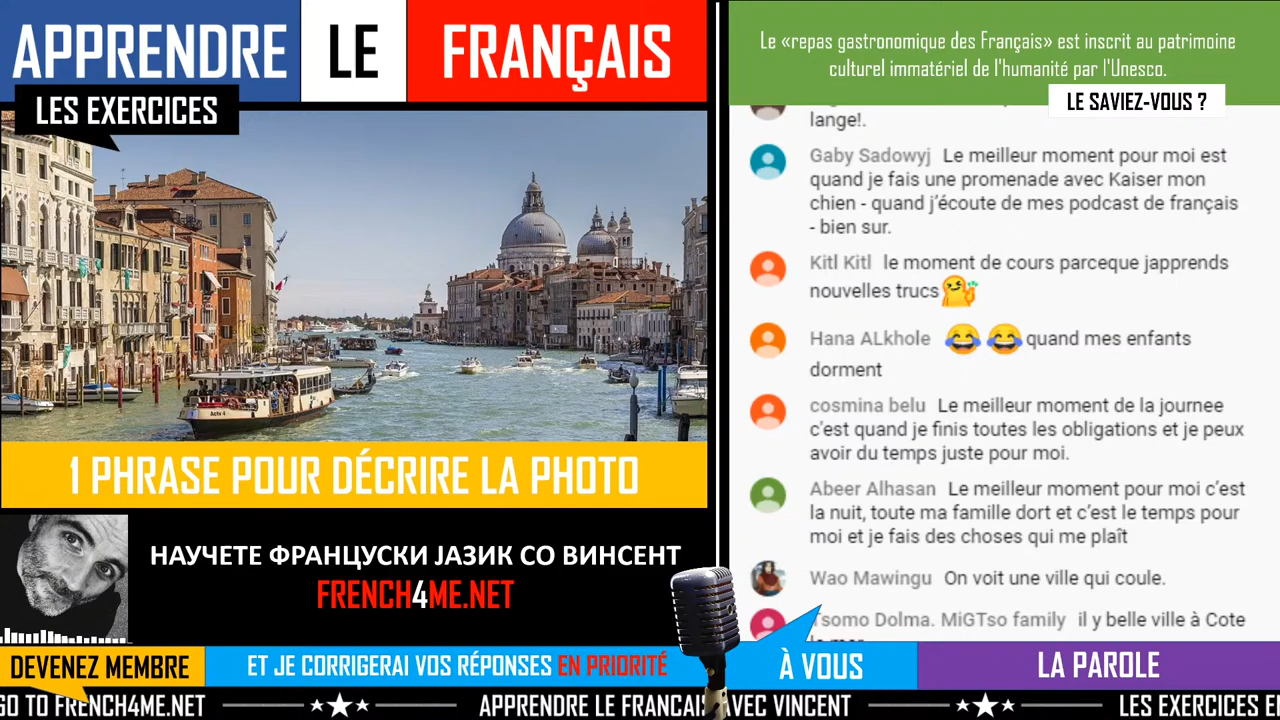 APPRENDRE LE FRANÇAIS
LES EXERCICES
Actv 4
1 PHRASE POUR DÉCRIRE LA PHOTO
НАУЧЕТЕ ФРАНЦУСКИ ЈАЗИК СО ВИНСЕНТ
FRENCH4ME.NET
DEVENEZ MEMBRE
ET JE CORRIGERAI VOS RÉPONSES EN PRIORITÉ
Le «repas gastronomique des Français» est inscrit au patrimoine
culturel immatériel de l'humanité par l'Unesco.
LE SAVIEZ-VOUS ?
lange!.
Gaby Sadowyj Le meilleur moment pour moi est
quand je fais une promenade avec Kaiser mon
chien - quand j’écoute de mes podcast de français
- bien sur.
Kitl Kitl le moment de cours parceque japprends
nouvelles trucs
Hana ALkhole quand mes enfants
dorment
cosmina belu Le meilleur moment de la journee
c’est quand je finis toutes les obligations et je peux
avoir du temps juste pour moi.
Abeer Alhasan Le meilleur moment pour moi c’est
la nuit, toute ma famille dort et c’est le temps pour
moi et je fais des choses qui me plaît
Wao Mawingu On voit une ville qui coule.
Tsomo Dolma. MiGTso family il y belle ville à Cote
À VOUS
LA PAROLE
GO TO FRENCH4ME.NET APPRENDRE LE FRANCAIS AVEC VINCENT LES EXERCICES